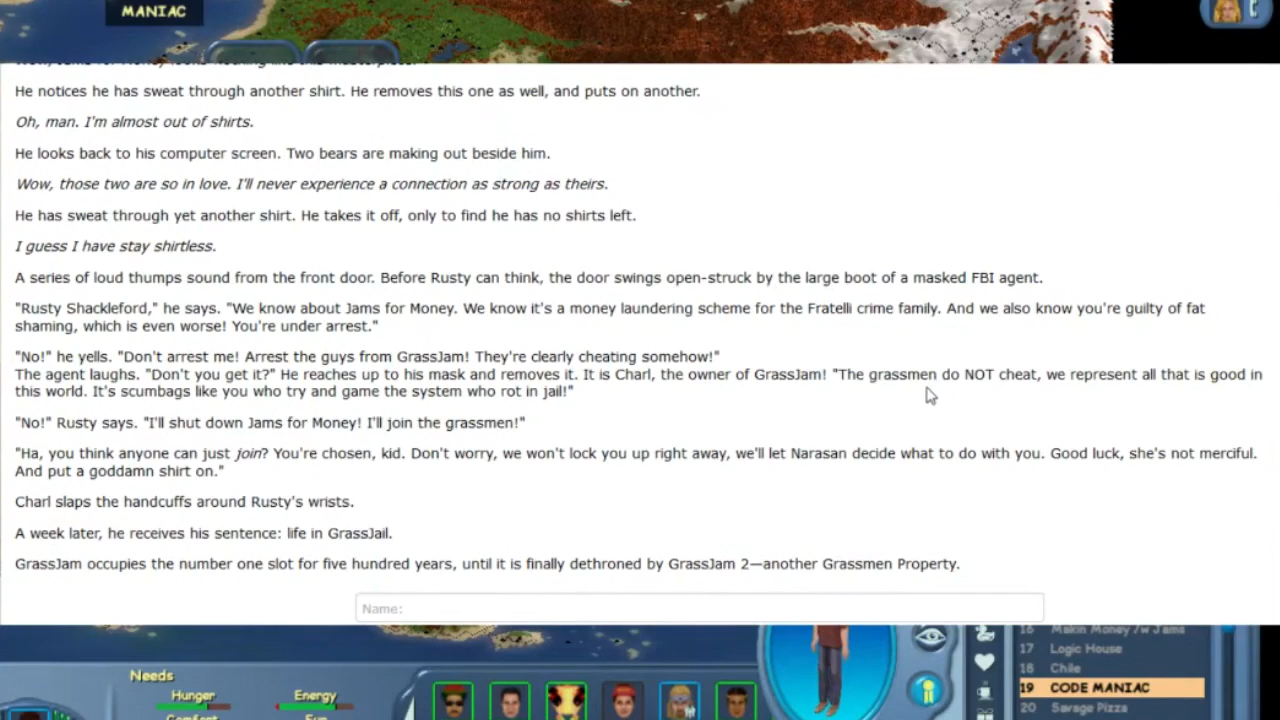 MANIAC
He notices he has sweat through another shirt. He removes this one as well, and puts on another.
Oh, man. I'm almost out of shirts.
He looks back to his computer screen. Two bears are making out beside him.
Wow, those two are so in love. I'll never experience a connection as strong as theirs.
He has sweat through yet another shirt. He takes it off, only to find he has no shirts left.
I guess I have stay shirtless.
A series of loud thumps sound from the front door. Before Rusty can think, the door swings open-struck by the large boot of a masked FBI agent.
"Rusty Shackleford," he says. "We know about Jams for Money. We know it's a money laundering scheme for the Fratelli crime family. And we also know you're guilty of fat
shaming, which is even worse! You're under arrest."
"No!" he yells. "Don't arrest me! Arrest the guys from GrassJam! They're clearly cheating somehow!"
The agent laughs. "Don't you get it?" He reaches up to his mask and removes it. It is Charl, the owner of GrassJam! "The grassmen do NOT cheat, we represent all that is good in
this world. It's scumbags like you who try and game the system who rot in jail!"
"No!" Rusty says. "I'll shut down Jams for Money! I'll join the grassmen!"
"Ha, you think anyone can just join? You're chosen, kid. Don't worry, we won't lock you up right away, we'll let Narasan decide what to do with you. Good luck, she's not merciful.
And put a goddamn shirt on."
Charl slaps the handcuffs around Rusty's wrists.
A week later, he receives his sentence: life in GrassJail.
GrassJam occupies the number one slot for five hundred years, until it is finally dethroned by GrassJam 2—another Grassmen Property.
Name:
Needs
Hunger
Energy
Comfort
Fun
16 Makin Money /w Jams
17 Logic House
18 Chile
19 CODE MANIAC
20 Savage Pizza